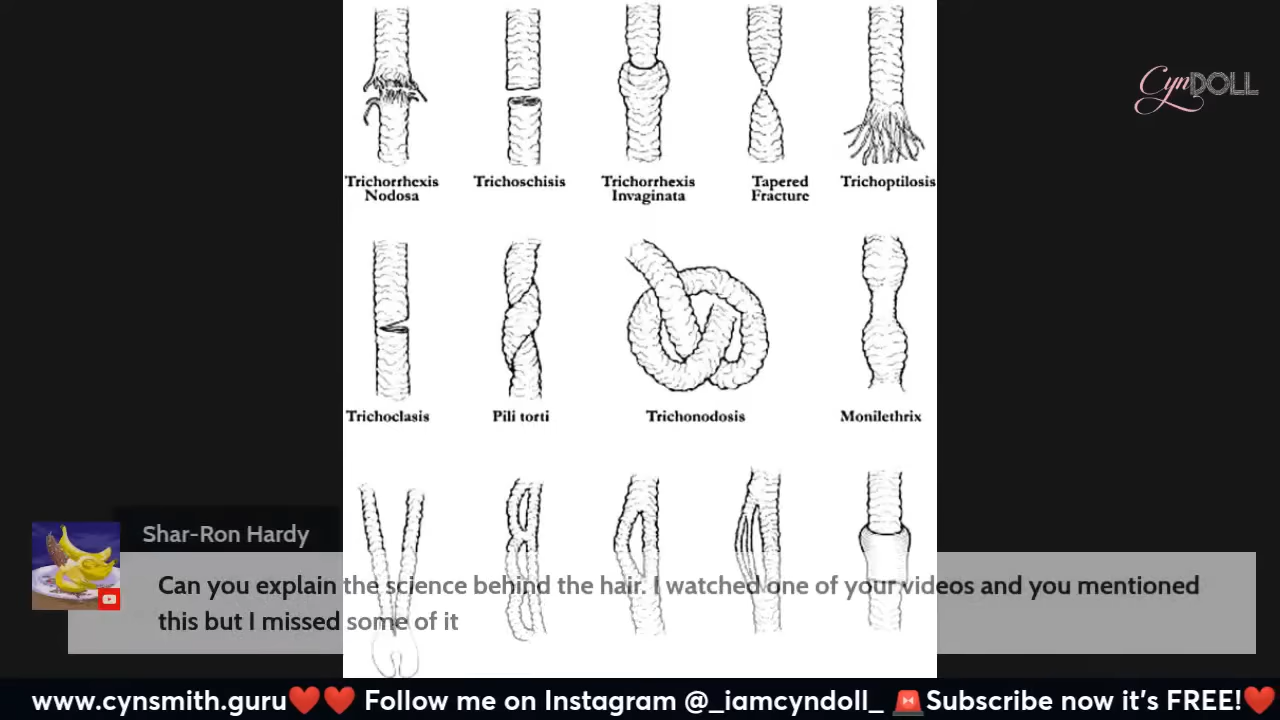 CynDOLL
Trichorrhexis
Nodosa
Trichoschisis
Trichorrhexis
Invaginata
Tapered
Fracture
Trichoptilosis
Trichoclasis
Pili torti
Trichonodosis
Monilethrix
Shar-Ron Hardy
Can you explain the science behind the hair. I watched one of your videos and you mentioned
this but I missed some of it
www.cynsmith.guru❤️❤️ Follow me on Instagram @_iamcyndoll_ 🚨Subscribe now it's FREE!❤️